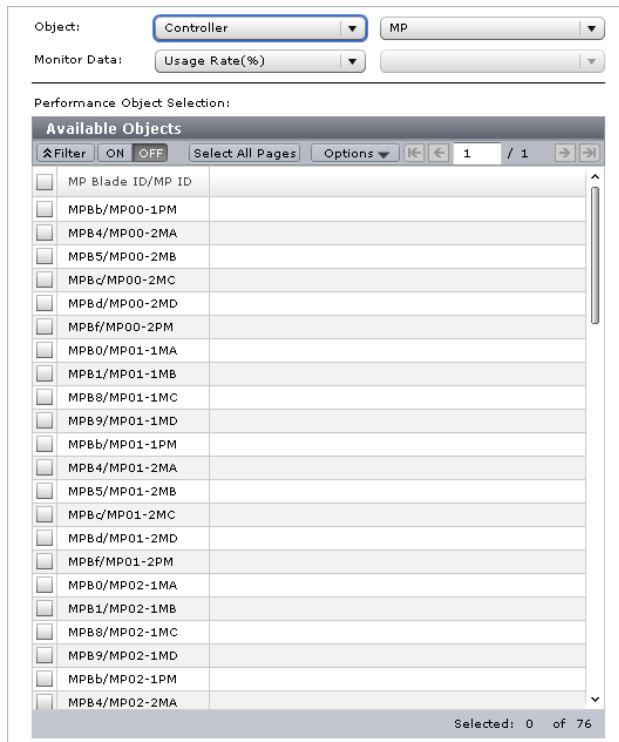 Object: Controller MP
Monitor Data: Usage Rate(%)
Performance Object Selection:
Available Objects
Filter ON OFF Select All Pages Options 1 / 1
MP Blade ID/MP ID
MPBb/MP00-1PM
MPB4/MP00-2MA
MPB5/MP00-2MB
MPBc/MP00-2MC
MPBd/MP00-2MD
MPBf/MP00-2PM
MPB0/MP01-1MA
MPB1/MP01-1MB
MPB8/MP01-1MC
MPB9/MP01-1MD
MPBb/MP01-1PM
MPB4/MP01-2MA
MPB5/MP01-2MB
MPBc/MP01-2MC
MPBd/MP01-2MD
MPBf/MP01-2PM
MPB0/MP02-1MA
MPB1/MP02-1MB
MPB8/MP02-1MC
MPB9/MP02-1MD
MPBb/MP02-1PM
MPB4/MP02-2MA
Selected: 0 of 76